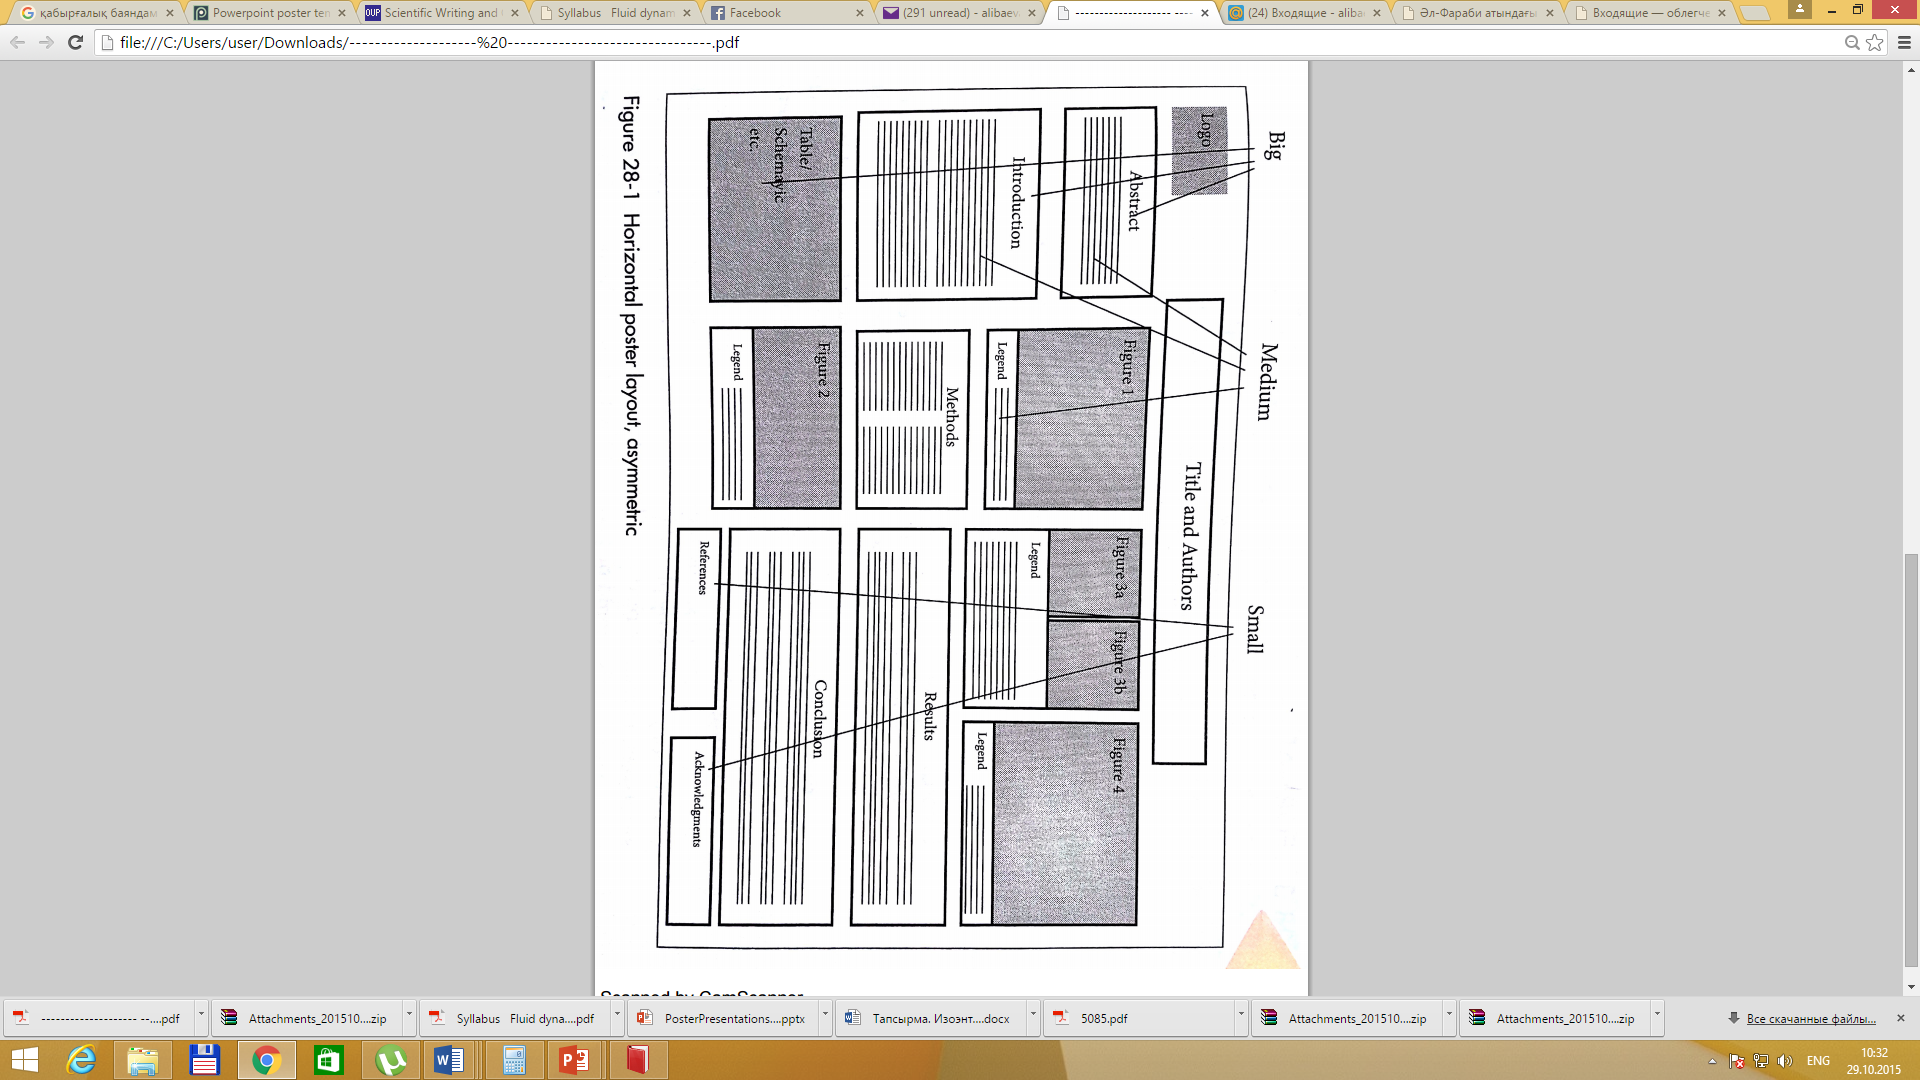 қабырғалық баяндам
Powerpoint poster ten
Scientific Writing and
Syllabus Fluid dynam
Facebook
(291 unread) - alibaev
-------------------- ----
(24) Входящие - alibae
Әл-Фараби атындағы
Входящие — облегче
file:///C:/Users/user/Downloads/--------------------%20--------------------------------.pdf
Big
Medium
Small
Logo
Title and Authors
Abstract
Introduction
Table/
Schemayic
etc.
Figure 1
Legend
Methods
Figure 2
Legend
Figure 3a
Figure 3b
Legend
Figure 4
Legend
Results
Conclusion
References
Acknowledgments
Figure 28-1 Horizontal poster layout, asymmetric
Scanned by CamScanner
-------------------- --....pdf
Attachments_201510....zip
Syllabus Fluid dyna....pdf
PosterPresentations....pptx
Тапсырма. Изоэнт....docx
5085.pdf
Attachments_201510....zip
Attachments_201510....zip
Все скачанные файлы...
ENG
10:32
29.10.2015